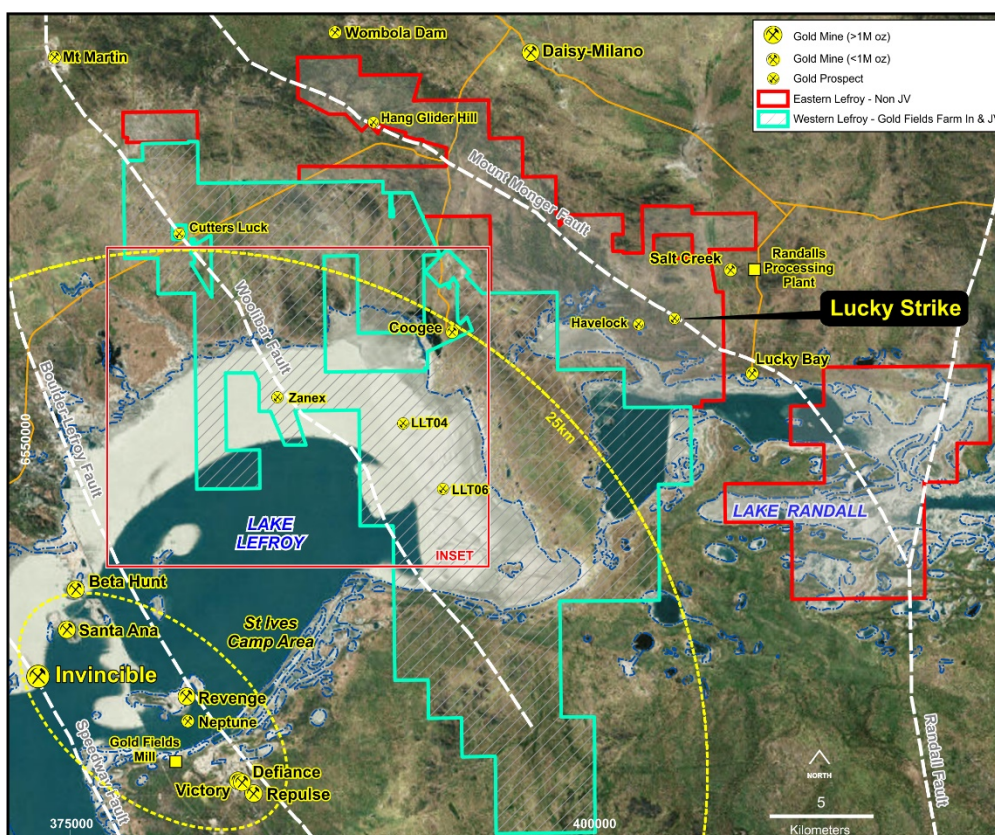 Wombola Dam
Mt Martin
Daisy-Milano
Gold Mine (>1M oz)
Gold Mine (<1M oz)
Gold Prospect
Eastern Lefroy - Non JV
Western Lefroy - Gold Fields Farm In & JV
Hang Glider Hill
Mount Monger Fault
Cutters Luck
Salt Creek
Randalls
Processing
Plant
Woolibar Fault
Lucky Strike
Coogee
Havelock
Lucky Bay
Boulder-Lefroy Fault
Zanex
6550000
LLT04
25km
LLT06
LAKE
LEFROY
LAKE RANDALL
INSET
Beta Hunt
St Ives
Camp Area
Santa Ana
Invincible
Revenge
Neptune
Speedway Fault
Gold Fields
Mill
Randall Fault
NORTH
Defiance
Victory
Repulse
5
Kilometers
375000
400000